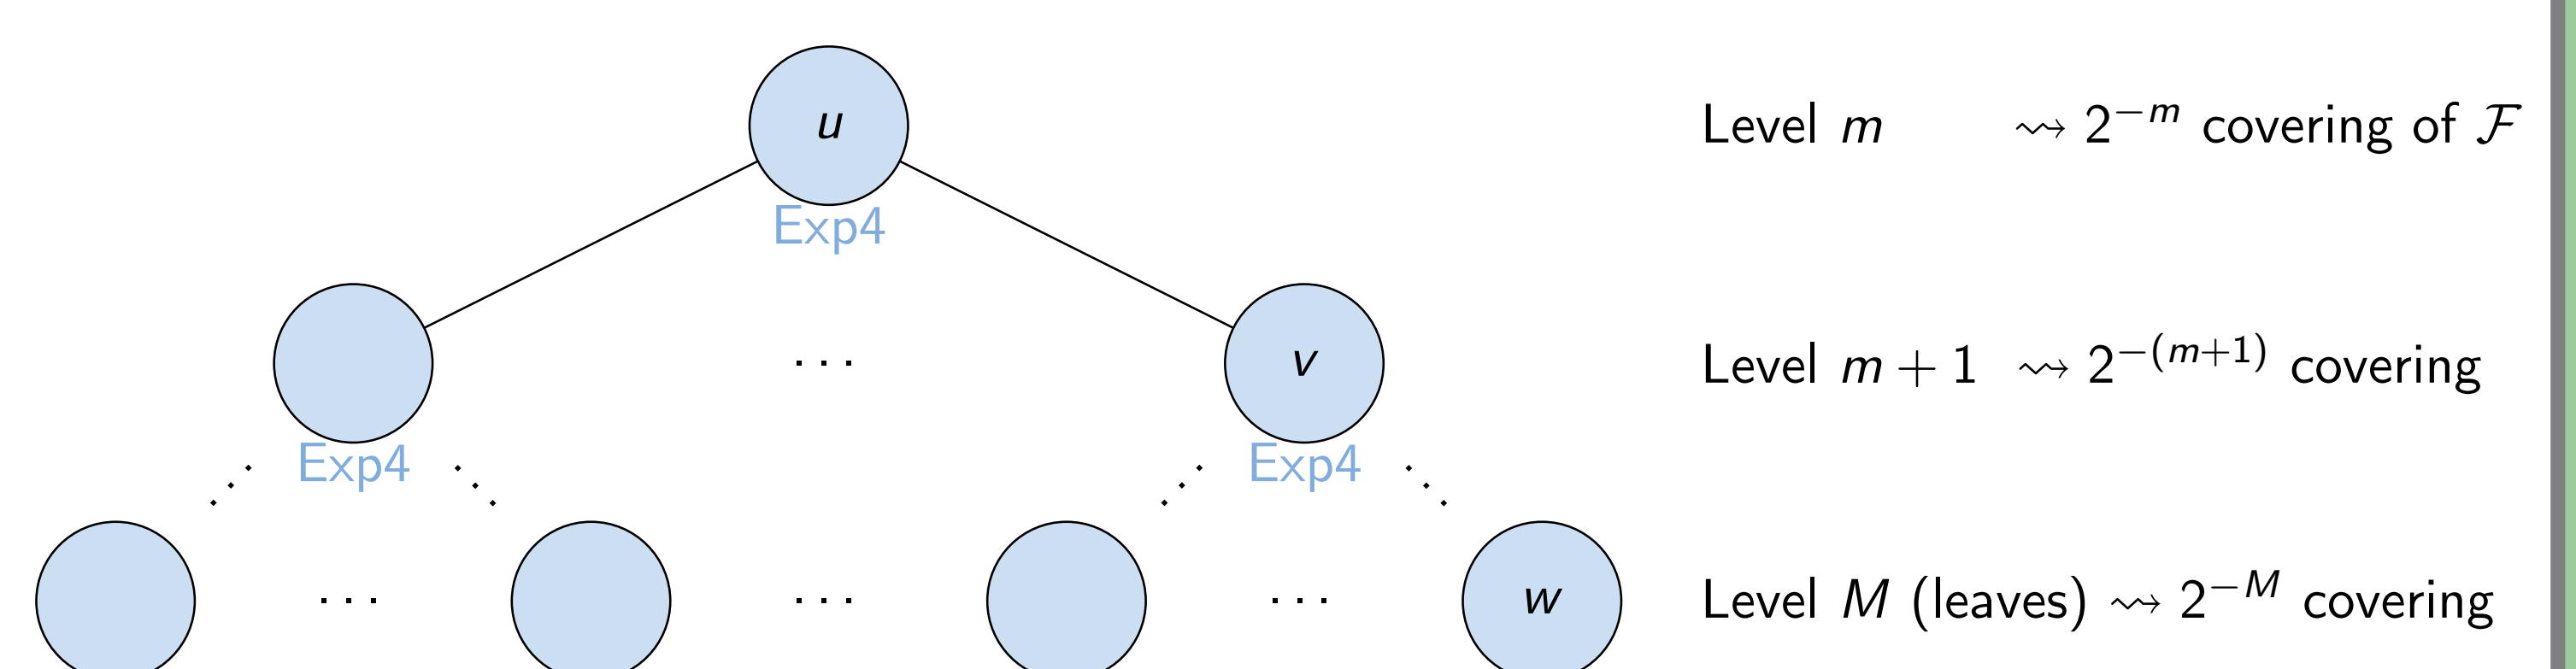 u
Level m ⇝ 2^{−m} covering of ℱ
Exp4
· · ·
v
Level m + 1 ⇝ 2^{−(m+1)} covering
Exp4
Exp4
· · ·
· · ·
· · ·
w
Level M (leaves) ⇝ 2^{−M} covering